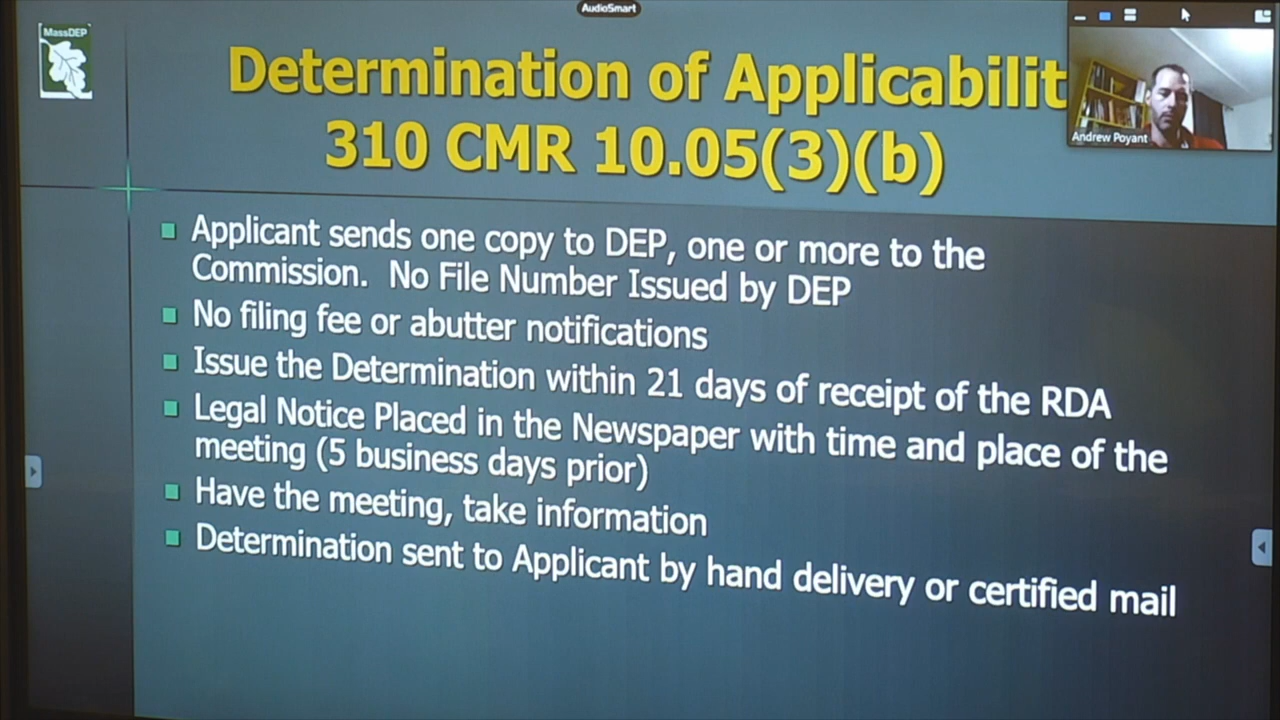 AudioSmart
MassDEP
Determination of Applicabilit
310 CMR 10.05(3)(b)
Andrew Poyant
Applicant sends one copy to DEP, one or more to the
Commission. No File Number Issued by DEP
No filing fee or abutter notifications
Issue the Determination within 21 days of receipt of the RDA
Legal Notice Placed in the Newspaper with time and place of the
meeting (5 business days prior)
Have the meeting, take information
Determination sent to Applicant by hand delivery or certified mail